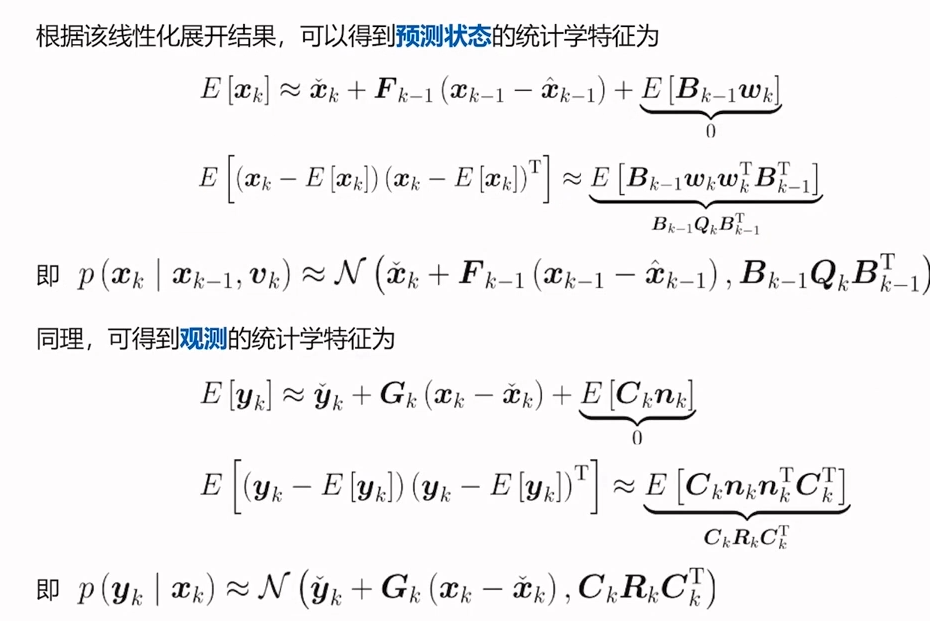 根据该线性化展开结果，可以得到预测状态的统计学特征为
$E[\boldsymbol{x}_k] \approx \check{\boldsymbol{x}}_k + \boldsymbol{F}_{k-1}(\boldsymbol{x}_{k-1} - \hat{\boldsymbol{x}}_{k-1}) + \underbrace{E[\boldsymbol{B}_{k-1}\boldsymbol{w}_k]}_{0}$
$E\left[(\boldsymbol{x}_k - E[\boldsymbol{x}_k])(\boldsymbol{x}_k - E[\boldsymbol{x}_k])^{\mathrm{T}}\right] \approx \underbrace{E\left[\boldsymbol{B}_{k-1}\boldsymbol{w}_k\boldsymbol{w}_k^{\mathrm{T}}\boldsymbol{B}_{k-1}^{\mathrm{T}}\right]}_{\boldsymbol{B}_{k-1}\boldsymbol{Q}_k\boldsymbol{B}_{k-1}^{\mathrm{T}}}$
即 $p(\boldsymbol{x}_k \mid \boldsymbol{x}_{k-1}, \boldsymbol{v}_k) \approx \mathcal{N}\left(\check{\boldsymbol{x}}_k + \boldsymbol{F}_{k-1}(\boldsymbol{x}_{k-1} - \hat{\boldsymbol{x}}_{k-1}), \boldsymbol{B}_{k-1}\boldsymbol{Q}_k\boldsymbol{B}_{k-1}^{\mathrm{T}}\right)$
同理，可得到观测的统计学特征为
$E[\boldsymbol{y}_k] \approx \check{\boldsymbol{y}}_k + \boldsymbol{G}_k(\boldsymbol{x}_k - \check{\boldsymbol{x}}_k) + \underbrace{E[\boldsymbol{C}_k\boldsymbol{n}_k]}_{0}$
$E\left[(\boldsymbol{y}_k - E[\boldsymbol{y}_k])(\boldsymbol{y}_k - E[\boldsymbol{y}_k])^{\mathrm{T}}\right] \approx \underbrace{E\left[\boldsymbol{C}_k\boldsymbol{n}_k\boldsymbol{n}_k^{\mathrm{T}}\boldsymbol{C}_k^{\mathrm{T}}\right]}_{\boldsymbol{C}_k\boldsymbol{R}_k\boldsymbol{C}_k^{\mathrm{T}}}$
即 $p(\boldsymbol{y}_k \mid \boldsymbol{x}_k) \approx \mathcal{N}\left(\check{\boldsymbol{y}}_k + \boldsymbol{G}_k(\boldsymbol{x}_k - \check{\boldsymbol{x}}_k), \boldsymbol{C}_k\boldsymbol{R}_k\boldsymbol{C}_k^{\mathrm{T}}\right)$